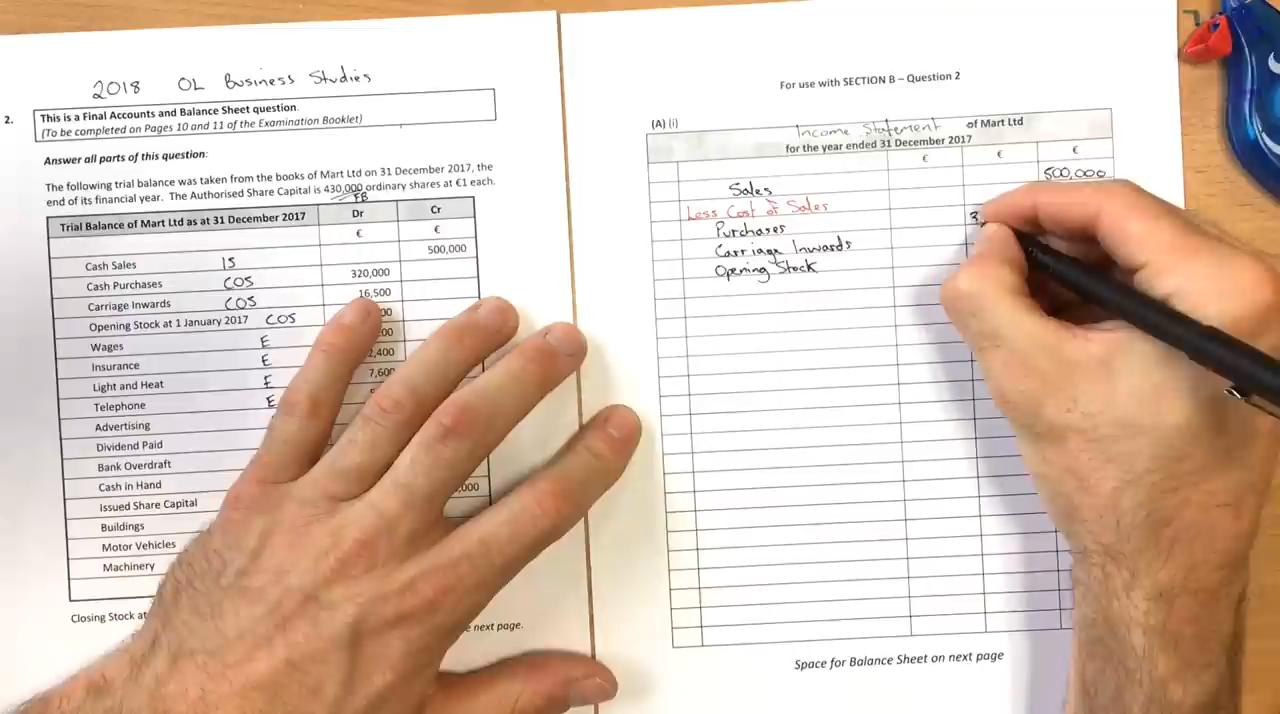 2018 OL Business Studies
2.
This is a Final Accounts and Balance Sheet question.
(To be completed on Pages 10 and 11 of the Examination Booklet)
Answer all parts of this question:
The following trial balance was taken from the books of Mart Ltd on 31 December 2017, the
end of its financial year. The Authorised Share Capital is 430,000 ordinary shares at €1 each.
FB
Trial Balance of Mart Ltd as at 31 December 2017 Dr Cr
€ €
Cash Sales IS 500,000
Cash Purchases COS 320,000
Carriage Inwards COS 16,500
Opening Stock at 1 January 2017 COS
Wages E
Insurance E
Light and Heat E 7,600
Telephone E
Advertising
Dividend Paid
Bank Overdraft
Cash in Hand
Issued Share Capital
Buildings
Motor Vehicles
Machinery
Closing Stock at
next page.
For use with SECTION B – Question 2
(A) (i)
Income Statement of Mart Ltd
for the year ended 31 December 2017
€ € €
Sales 500,000
Less Cost of Sales
Purchases 3
Carriage Inwards
Opening Stock
Space for Balance Sheet on next page